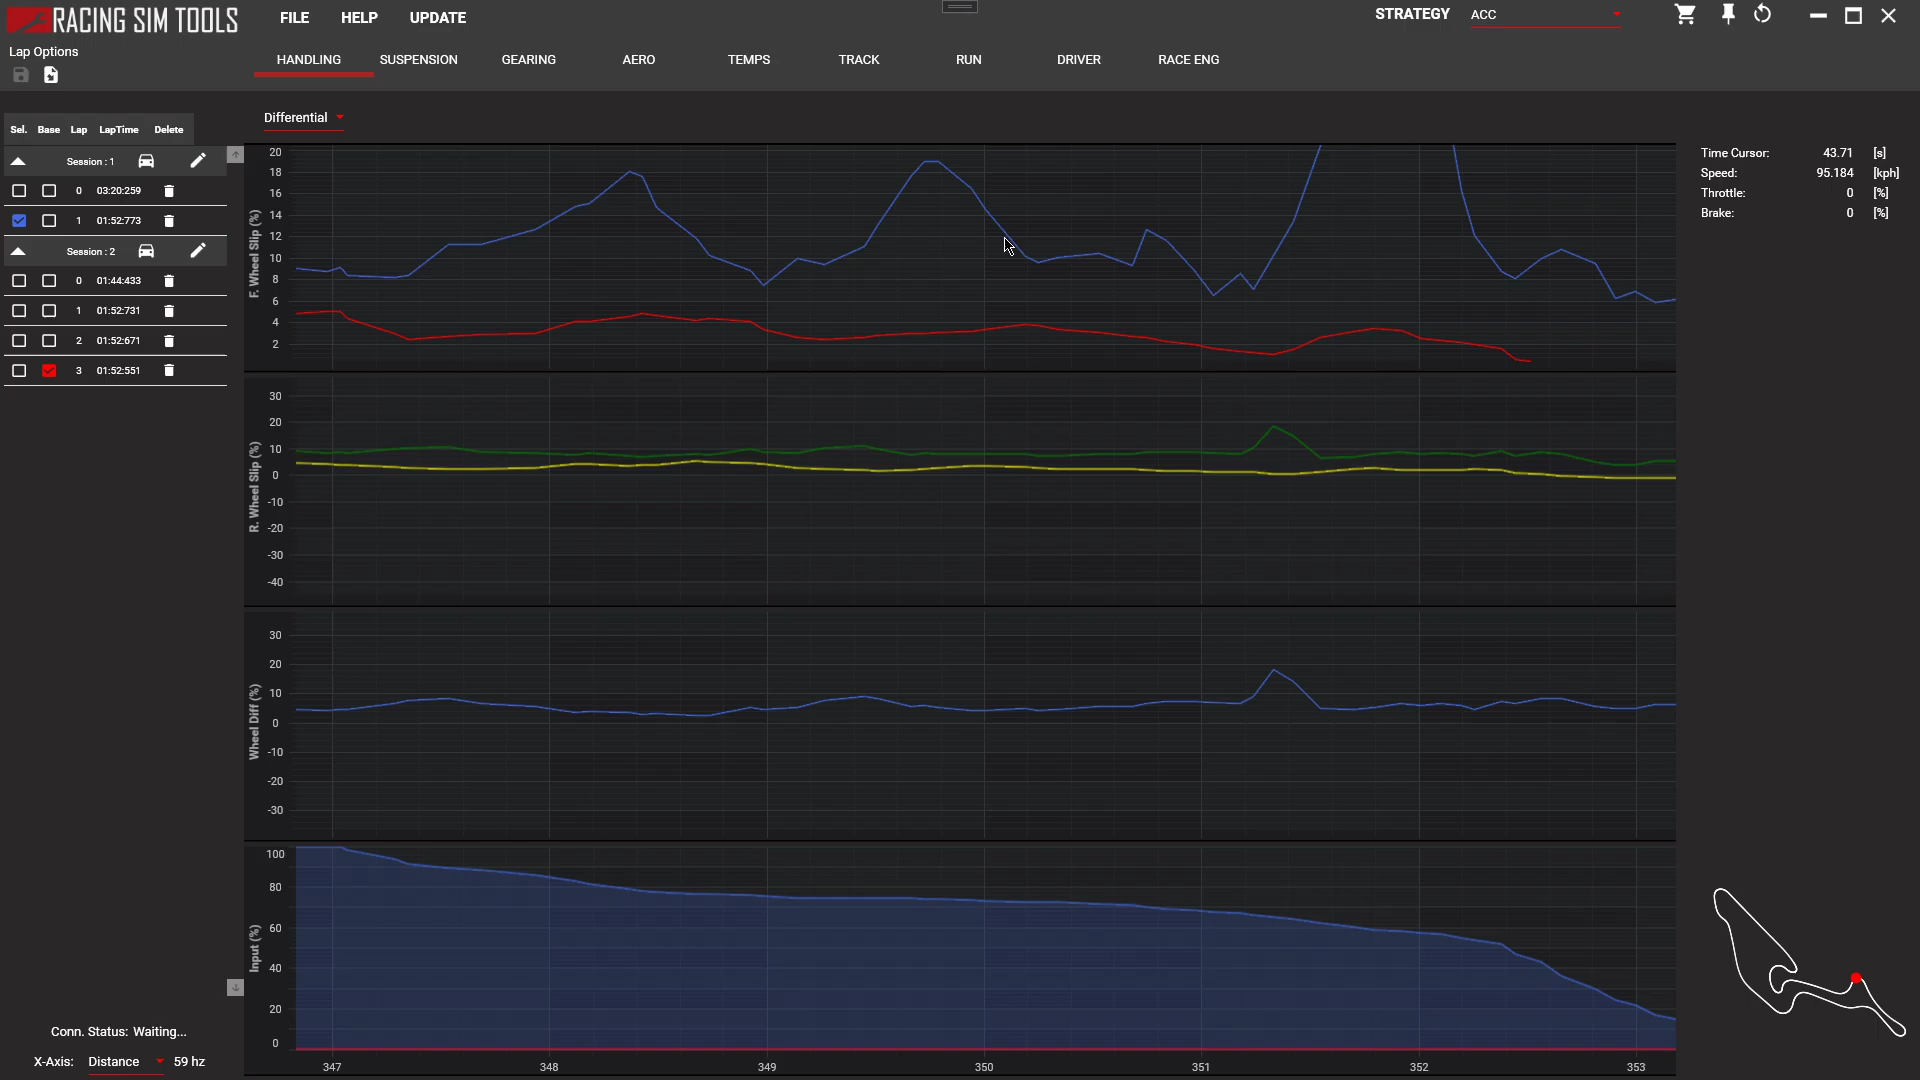 RACING SIM TOOLS
FILE HELP UPDATE
STRATEGY ACC
Lap Options
HANDLING SUSPENSION GEARING AERO TEMPS TRACK RUN DRIVER RACE ENG
Differential
Sel. Base Lap LapTime Delete
Session : 1
0 03:20:259
1 01:52:773
Session : 2
0 01:44:433
1 01:52:731
2 01:52:671
3 01:52:551
Conn. Status: Waiting...
X-Axis: Distance 59 hz
F. Wheel Slip (%)
20
18
16
14
12
10
8
6
4
2
R. Wheel Slip (%)
30
20
10
0
-10
-20
-30
-40
Wheel Diff (%)
30
20
10
0
-10
-20
-30
Input (%)
100
80
60
40
20
0
347 348 349 350 351 352 353
Time Cursor: 43.71 [s]
Speed: 95.184 [kph]
Throttle: 0 [%]
Brake: 0 [%]